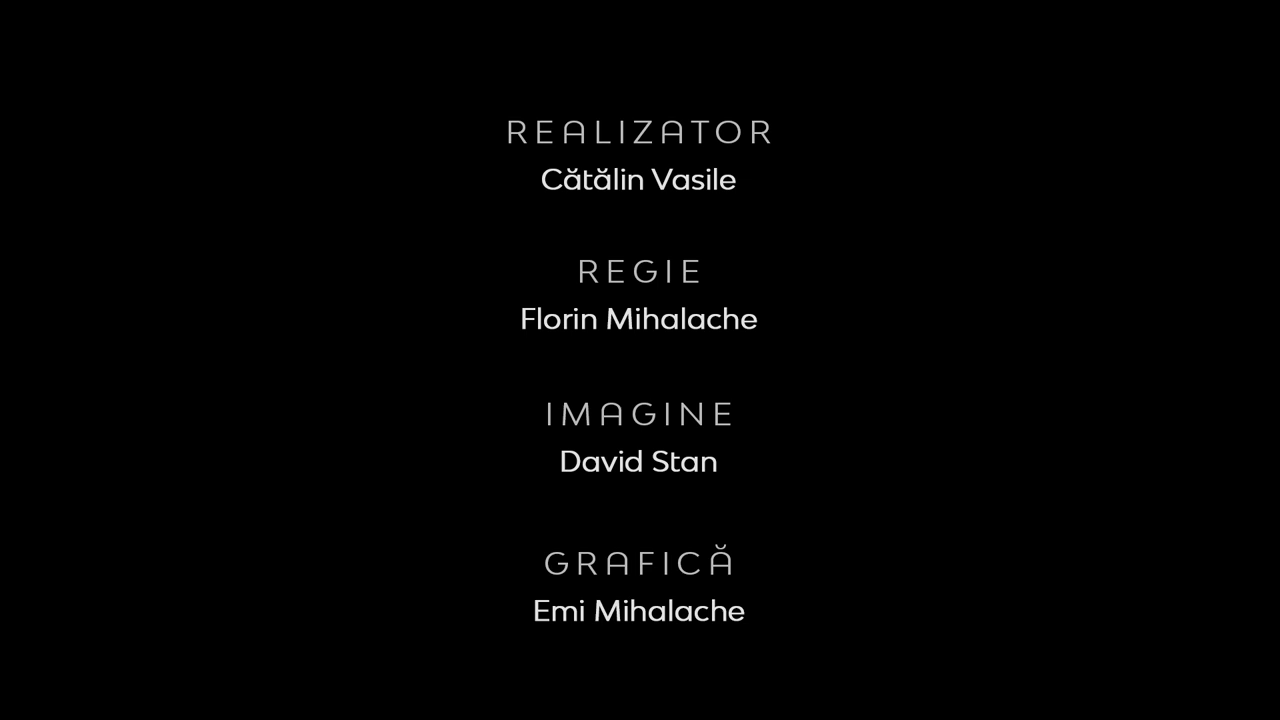 REALIZATOR
Cătălin Vasile
REGIE
Florin Mihalache
IMAGINE
David Stan
GRAFICĂ
Emi Mihalache